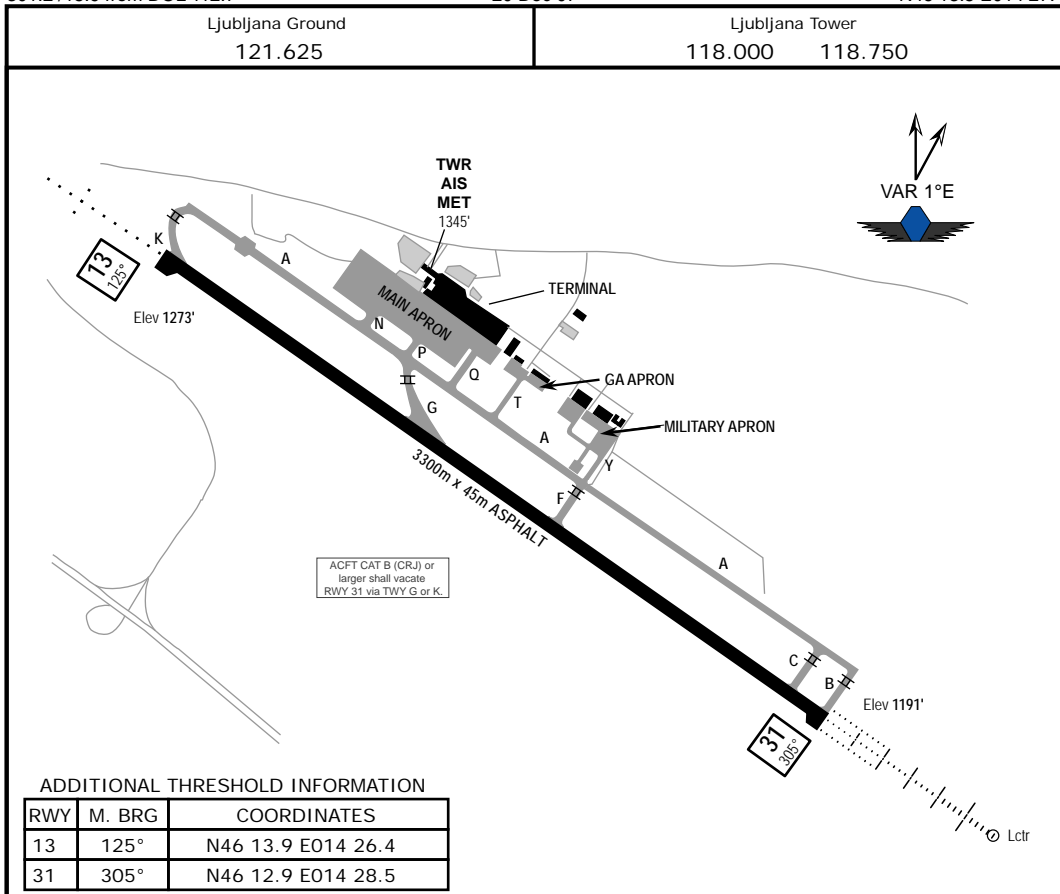 Ljubljana Ground
121.625
Ljubljana Tower
118.000 118.750
TWR
AIS
MET
1345'
VAR 1°E
K
A
13
125°
Elev 1273'
MAIN APRON
TERMINAL
N
P
Q
G
T
GA APRON
A
MILITARY APRON
Y
F
3300m x 45m ASPHALT
ACFT CAT B (CRJ) or
larger shall vacate
RWY 31 via TWY G or K.
A
C
B
Elev 1191'
31
305°
Lctr
ADDITIONAL THRESHOLD INFORMATION
RWY M. BRG COORDINATES
13 125° N46 13.9 E014 26.4
31 305° N46 12.9 E014 28.5